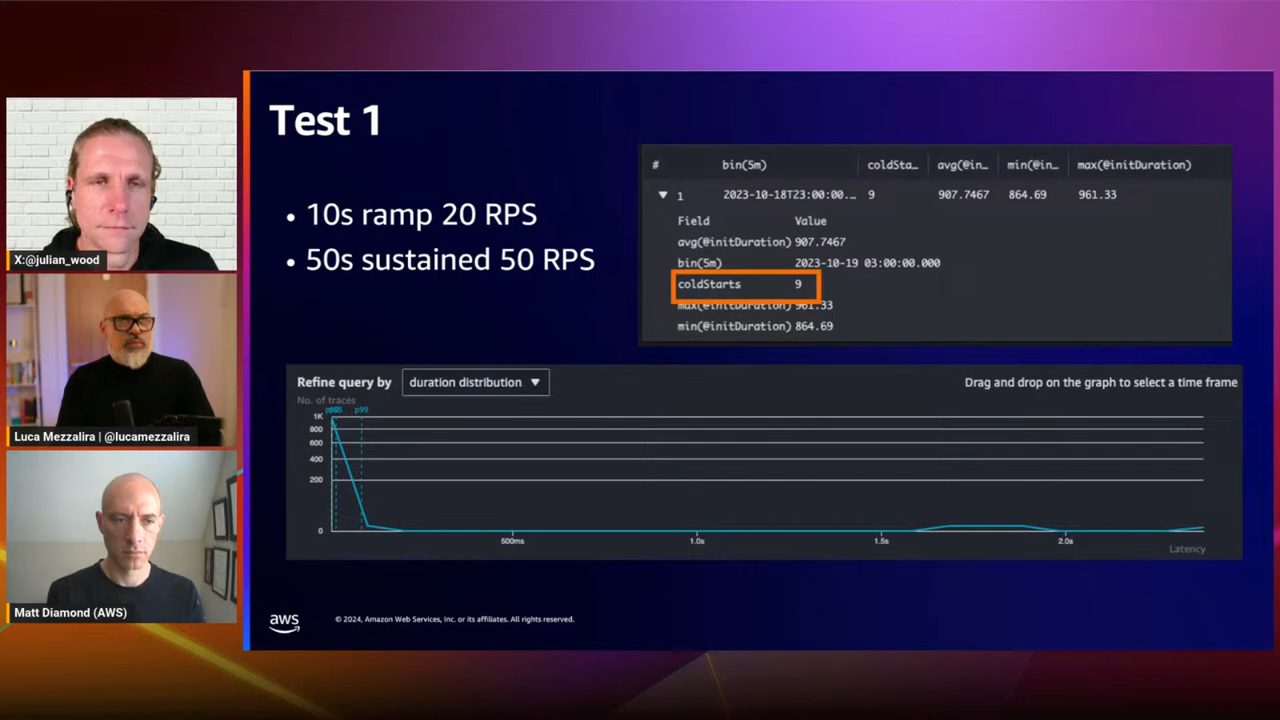 X:@julian_wood
Luca Mezzalira | @lucamezzalira
Matt Diamond (AWS)
Test 1
• 10s ramp 20 RPS
• 50s sustained 50 RPS
# bin(5m) coldSta… avg(@in… min(@in… max(@initDuration)
▼ 1 2023-10-18T23:00:00.… 9 907.7467 864.69 961.33
Field Value
avg(@initDuration) 907.7467
bin(5m) 2023-10-19 03:00:00.000
coldStarts 9
max(@initDuration) 961.33
min(@initDuration) 864.69
Refine query by duration distribution ▼ Drag and drop on the graph to select a time frame
No. of traces
p99
1K
800
600
400
200
0
500ms 1.0s 1.5s 2.0s
Latency
aws
© 2024, Amazon Web Services, Inc. or its affiliates. All rights reserved.